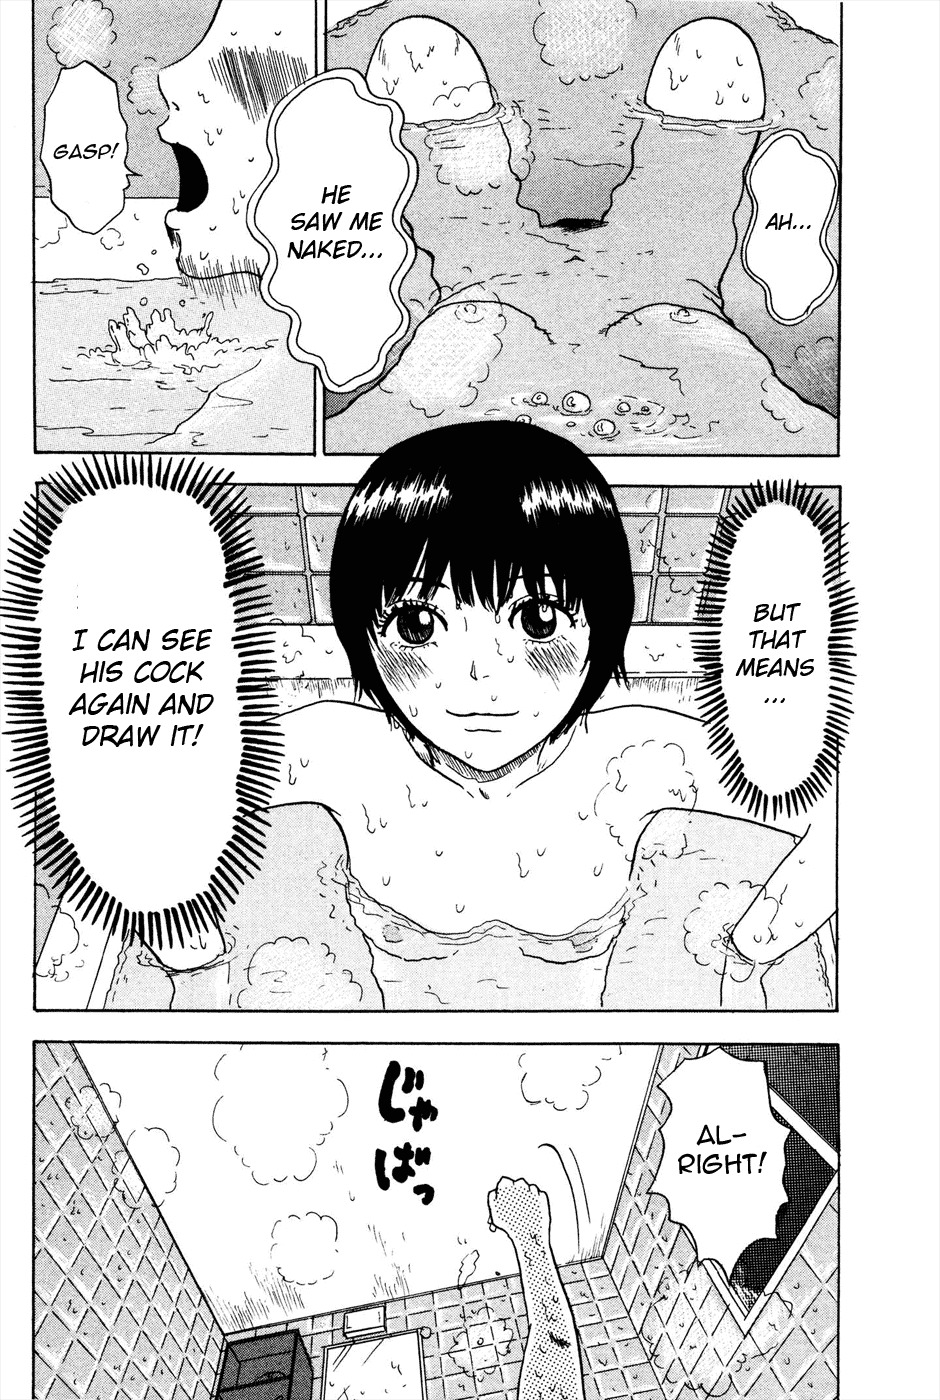 AH...
HE
SAW ME
NAKED...
GASP!
BUT
THAT
MEANS
...
I CAN SEE
HIS COCK
AGAIN AND
DRAW IT!
AL-
RIGHT!
じゃ
ばっ